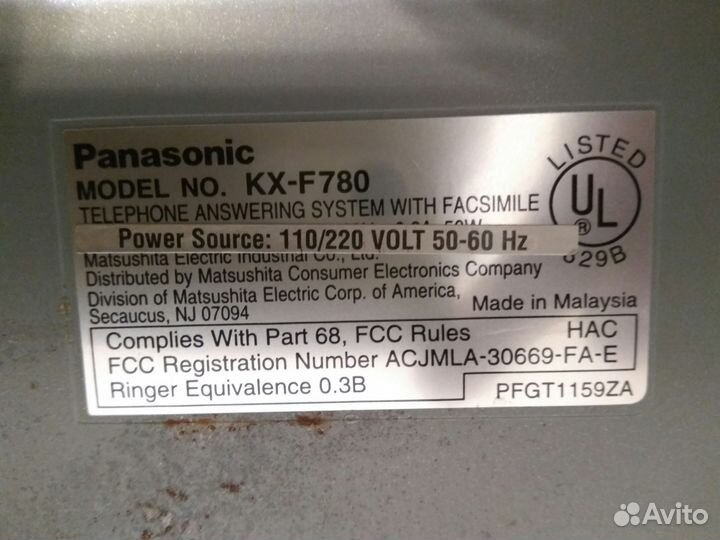 Panasonic
MODEL NO. KX-F780
TELEPHONE ANSWERING SYSTEM WITH FACSIMILE
Power Source: 110/220 VOLT 50-60 Hz
Matsushita Electric Industrial Co., Ltd.
Distributed by Matsushita Consumer Electronics Company
Division of Matsushita Electric Corp. of America,
Secaucus, NJ 07094
Made in Malaysia
LISTED
UL
®
629B
Complies With Part 68, FCC Rules HAC
FCC Registration Number ACJMLA-30669-FA-E
Ringer Equivalence 0.3B
PFGT1159ZA
Avito